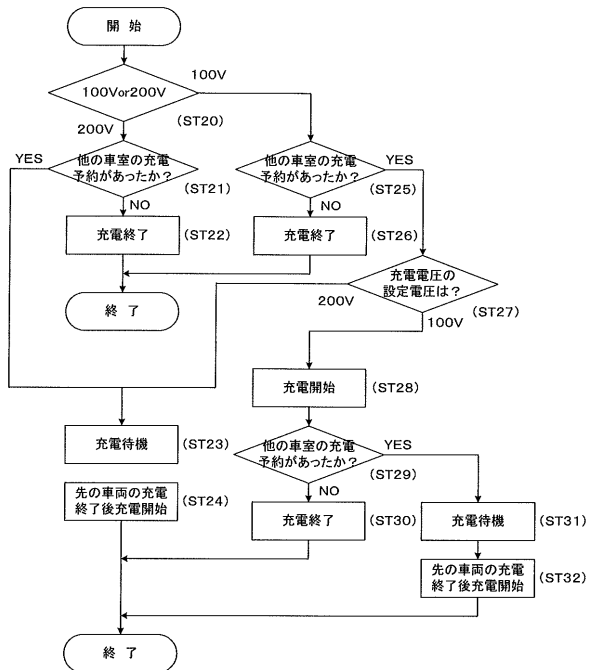 開 始
100V
100Vor200V
(ST20)
200V
YES
他の車室の充電
予約があったか？
(ST21)
NO
充電終了
(ST22)
終 了
他の車室の充電
予約があったか？
YES
(ST25)
NO
充電終了
(ST26)
充電電圧の
設定電圧は？
200V
(ST27)
100V
充電開始
(ST28)
充電待機
(ST23)
先の車両の充電
終了後充電開始
(ST24)
他の車室の充電
予約があったか？
YES
(ST29)
NO
充電終了
(ST30)
充電待機
(ST31)
先の車両の充電
終了後充電開始
(ST32)
終 了